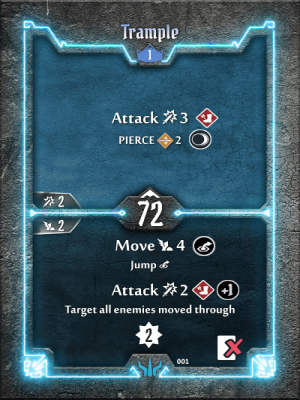 Trample
1
Attack 3
PIERCE 2
2
72
2
Move 4
Jump
Attack 2 +1
Target all enemies moved through
2
001